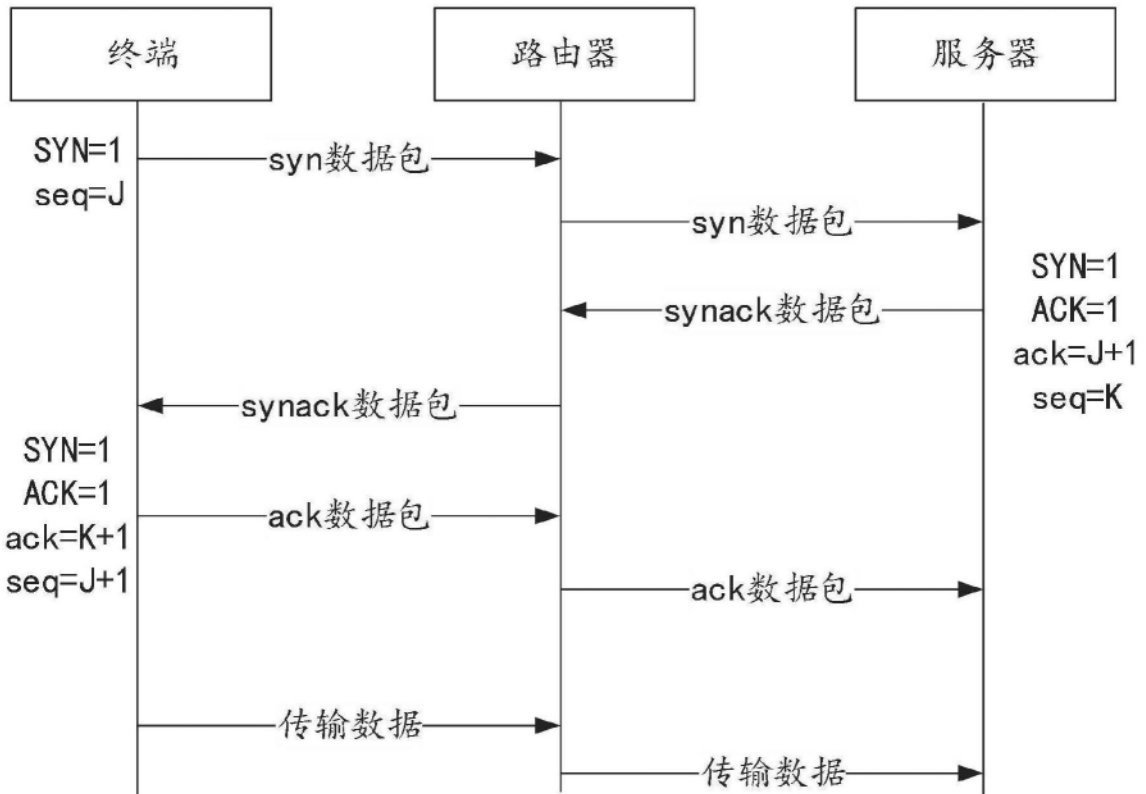 终端
路由器
服务器
SYN=1
seq=J
syn数据包
syn数据包
SYN=1
ACK=1
ack=J+1
seq=K
synack数据包
synack数据包
SYN=1
ACK=1
ack=K+1
seq=J+1
ack数据包
ack数据包
传输数据
传输数据